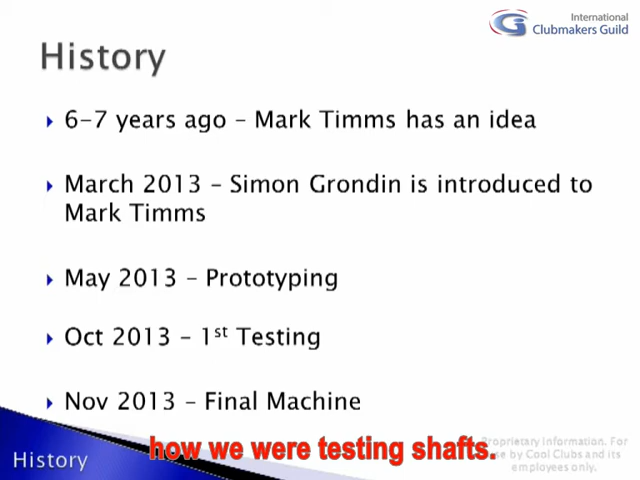 International
Clubmakers Guild
History
6-7 years ago – Mark Timms has an idea
March 2013 – Simon Grondin is introduced to
Mark Timms
May 2013 – Prototyping
Oct 2013 – 1st Testing
Nov 2013 – Final Machine
how we were testing shafts.
Proprietary Information. For
use by Cool Clubs and its
employees only.
History